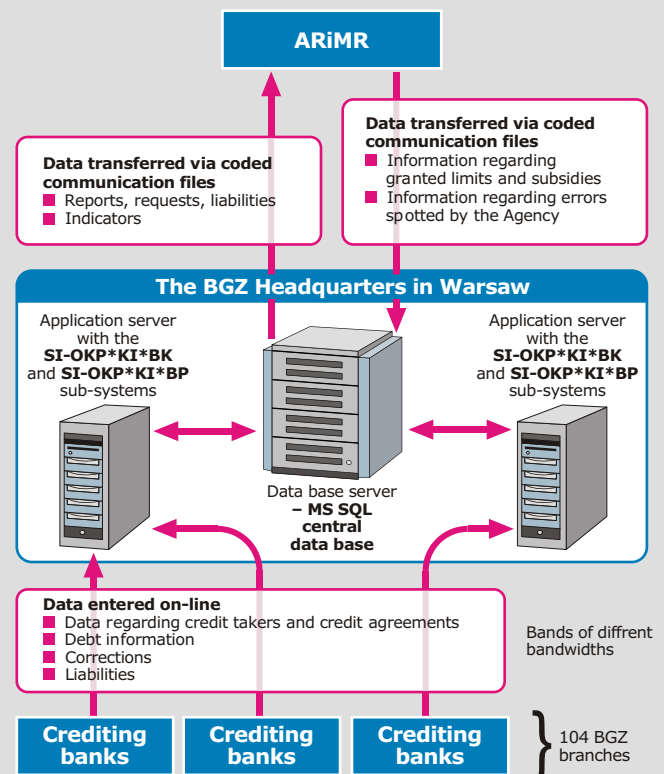 ARiMR
Data transferred via coded
communication files
Reports, requests, liabilities
Indicators
Data transferred via coded
communication files
Information regarding
granted limits and subsidies
Information regarding errors
spotted by the Agency
The BGZ Headquarters in Warsaw
Application server
with the
SI-OKP*KI*BK
and SI-OKP*KI*BP
sub-systems
Data base server
– MS SQL
central
data base
Application server
with the
SI-OKP*KI*BK
and SI-OKP*KI*BP
sub-systems
Data entered on-line
Data regarding credit takers and credit agreements
Debt information
Corrections
Liabilities
Bands of diffrent
bandwidths
Crediting
banks
Crediting
banks
Crediting
banks
104 BGZ
branches